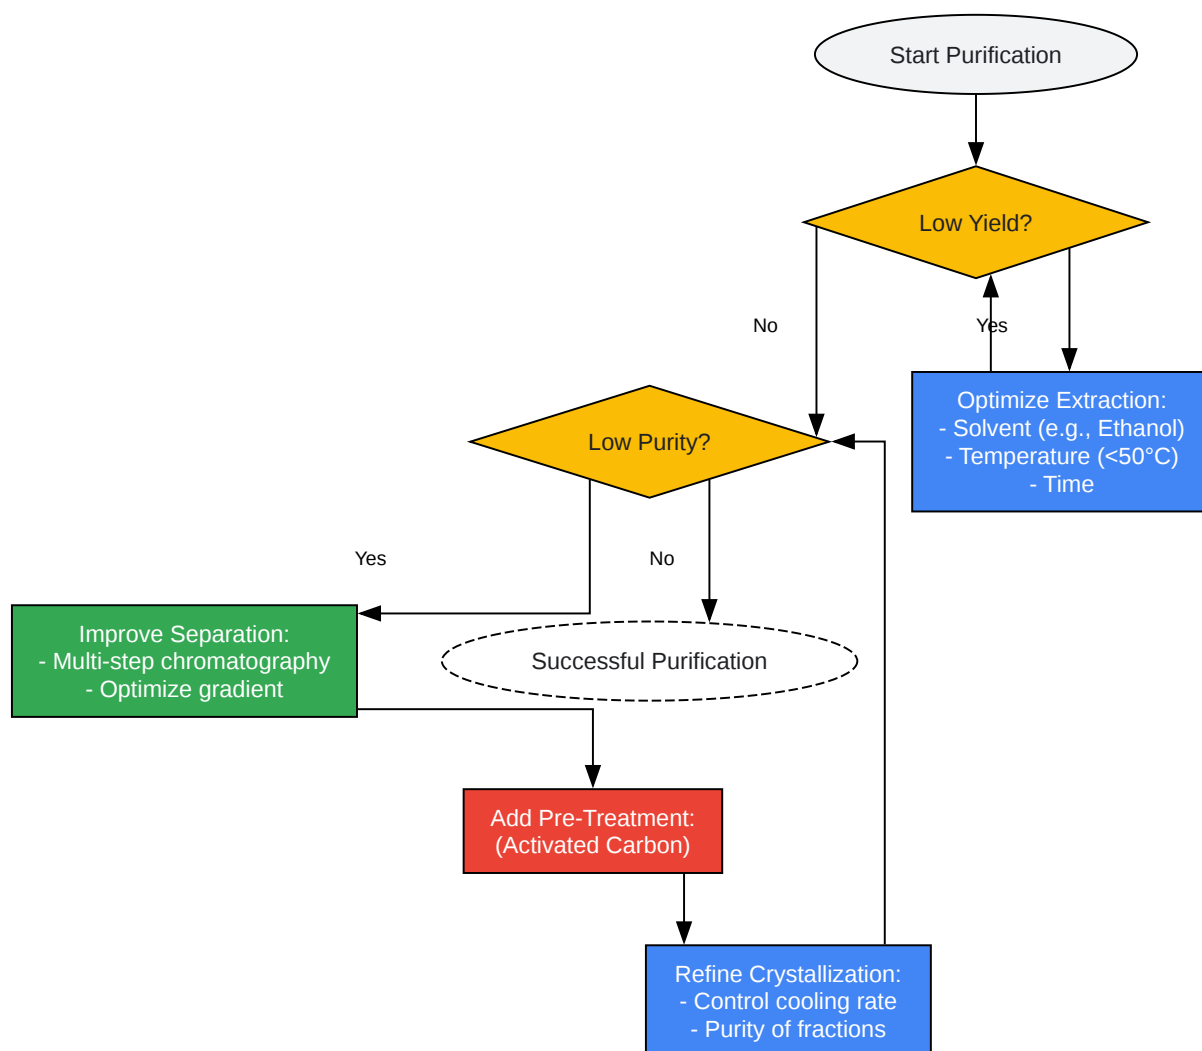 Start Purification
Low Yield?
No
Yes
Optimize Extraction:
- Solvent (e.g., Ethanol)
- Temperature (<50°C)
- Time
Low Purity?
Yes
No
Improve Separation:
- Multi-step chromatography
- Optimize gradient
Successful Purification
Add Pre-Treatment:
(Activated Carbon)
Refine Crystallization:
- Control cooling rate
- Purity of fractions